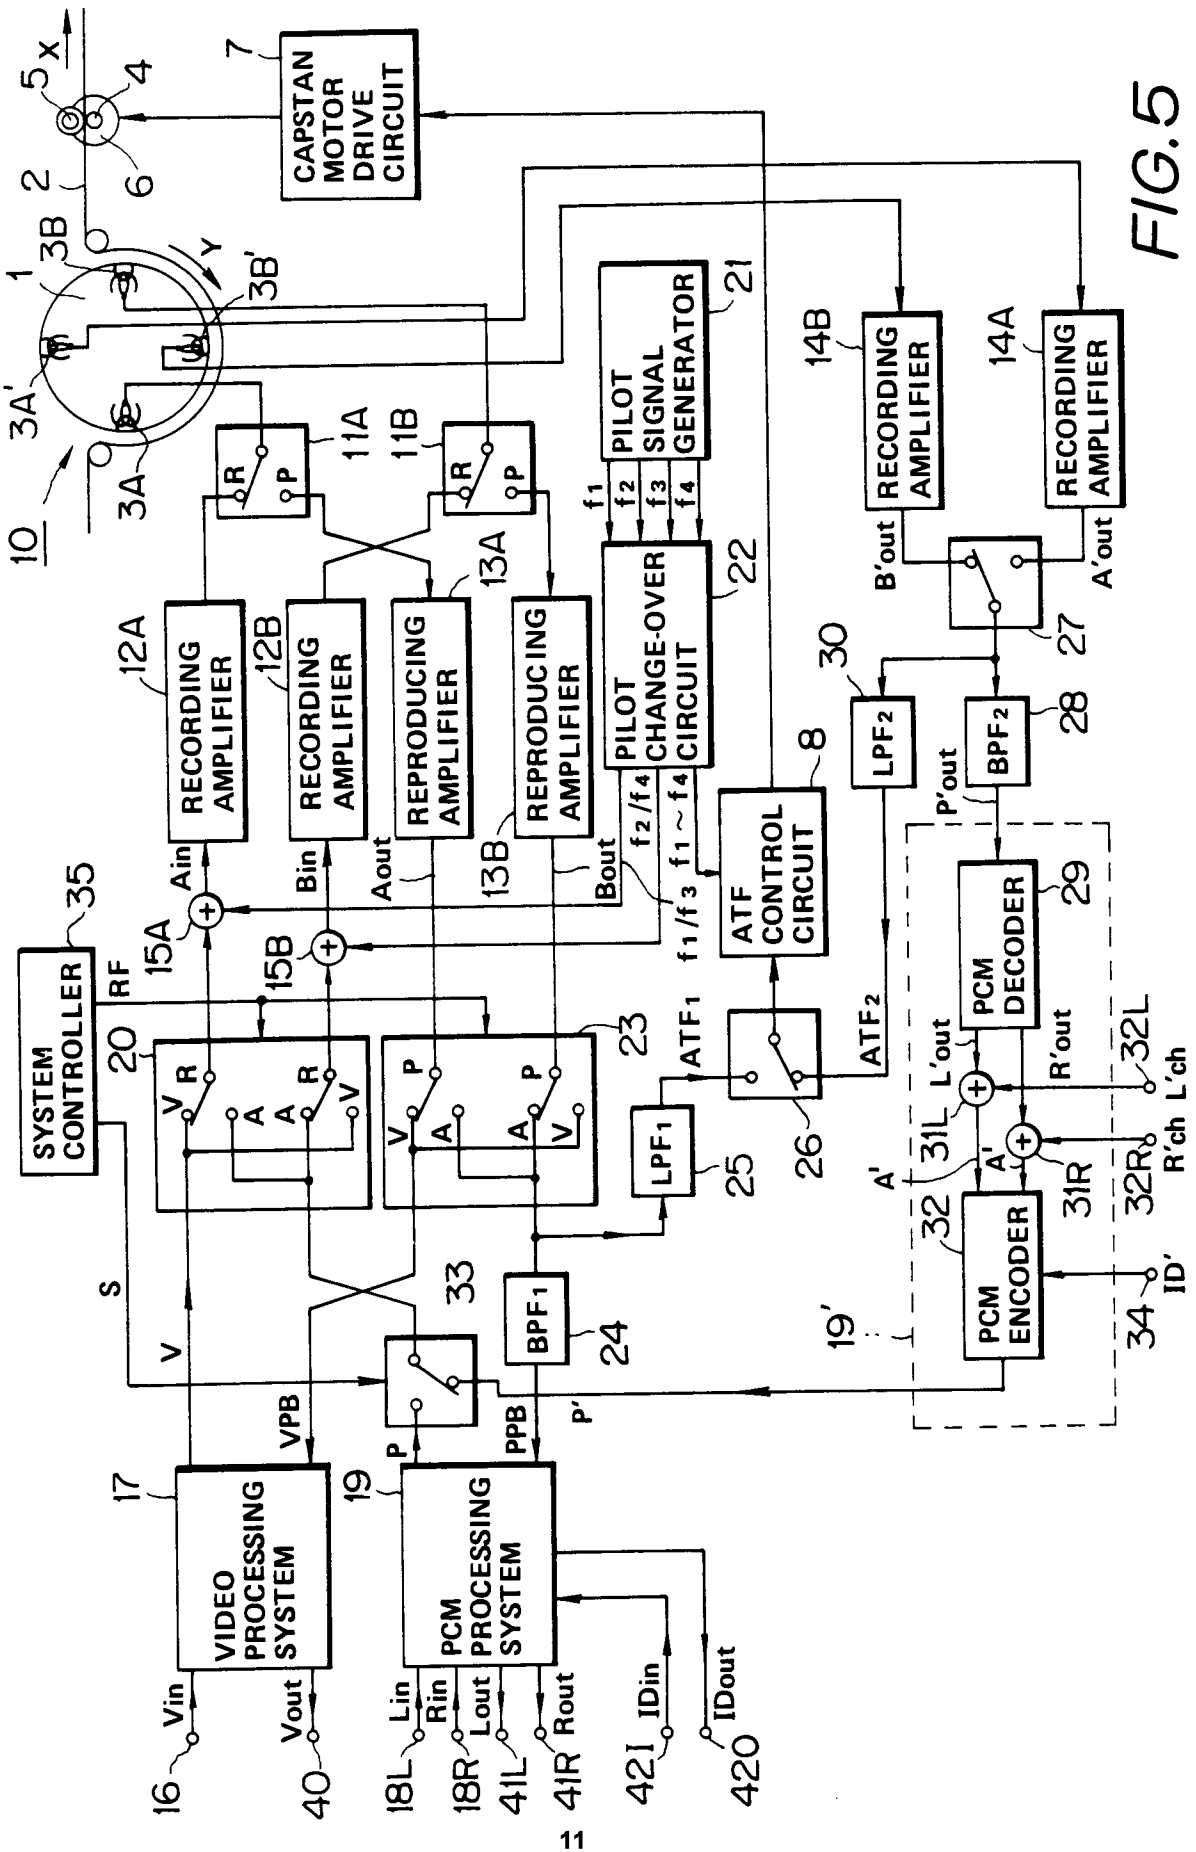 16
Vin
Vout
40
17
VIDEO
PROCESSING
SYSTEM
V
VPB
S
SYSTEM
CONTROLLER
35
RF
20
V
R
A
A
R
V
23
V
P
A
A
P
V
15A
Ain
15B
Bin
12A
RECORDING
AMPLIFIER
12B
RECORDING
AMPLIFIER
Aout
REPRODUCING
AMPLIFIER
13A
13B
REPRODUCING
AMPLIFIER
Bout
R
P
11A
R
P
11B
10
3A
3A'
1
3B
3B'
Y
2
5
X
4
6
7
CAPSTAN
MOTOR
DRIVE
CIRCUIT
18L
Lin
18R
Rin
41L
Lout
41R
Rout
19
PCM
PROCESSING
SYSTEM
P
PPB
P'
33
BPF1
24
LPF1
25
ATF1
26
ATF2
42I
IDin
42O
IDout
ATF
CONTROL
CIRCUIT
8
f1/f3
f2/f4
f1~f4
PILOT
CHANGE-OVER
CIRCUIT
22
f1
f2
f3
f4
PILOT
SIGNAL
GENERATOR
21
30
LPF2
BPF2
28
P'out
27
B'out
A'out
14B
RECORDING
AMPLIFIER
14A
RECORDING
AMPLIFIER
19'
PCM
ENCODER
32
A'
A'
31L
31R
L'out
R'out
PCM
DECODER
29
34
ID'
32R
R'ch
32L
L'ch
FIG.5
11